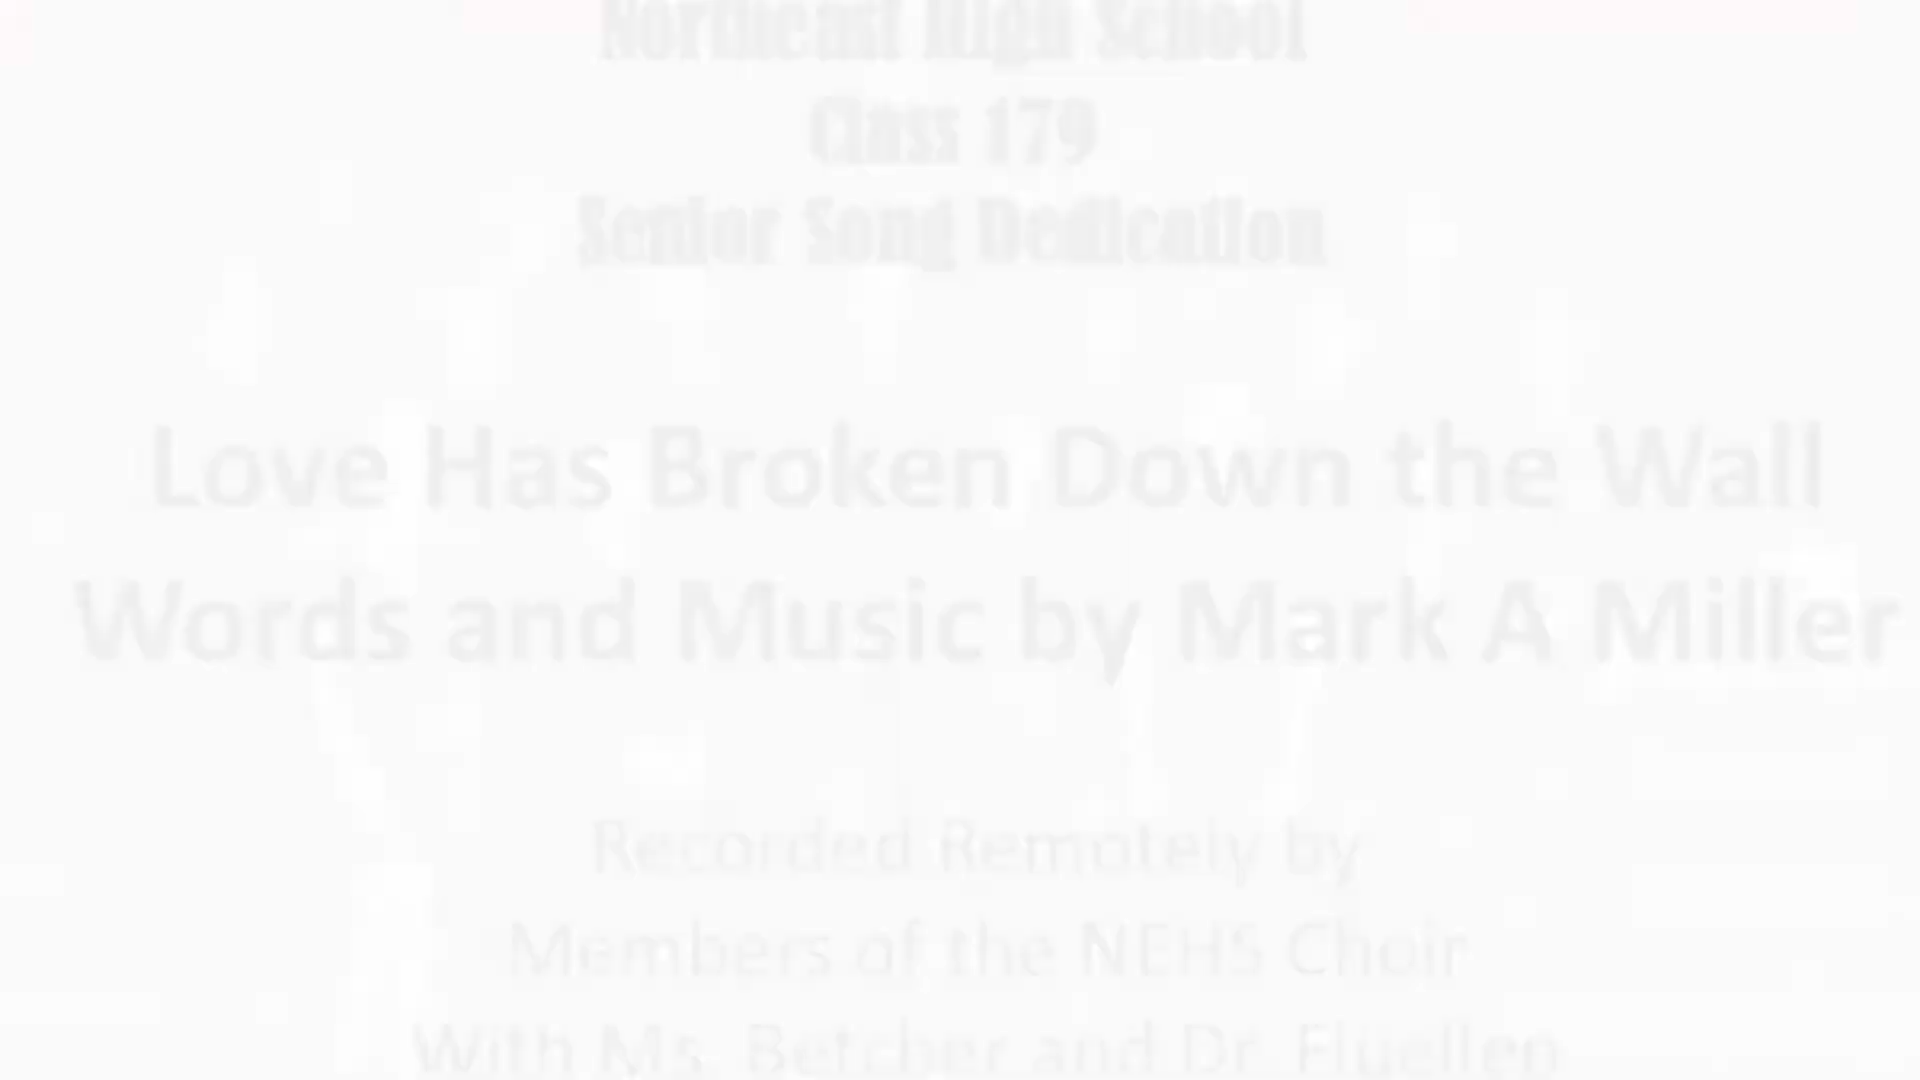 Northeast High School
Class 179
Senior Song Dedication
Love Has Broken Down the Wall
Words and Music by Mark A Miller
Recorded Remotely by
Members of the NEHS Choir
With Ms. Betcher and Dr. Fluellen